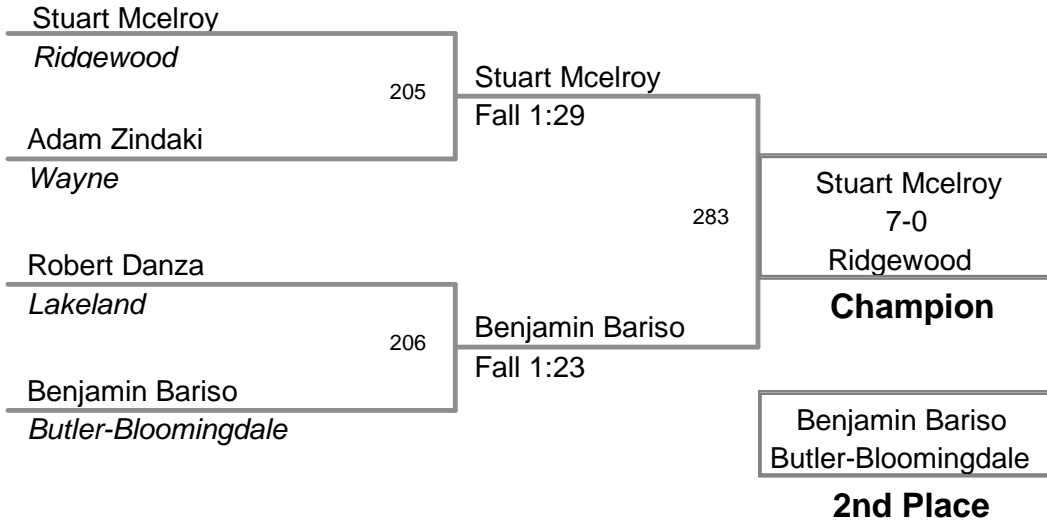 Stuart Mcelroy
Ridgewood
205
Adam Zindaki
Wayne
Stuart Mcelroy
Fall 1:29
Robert Danza
Lakeland
206
Benjamin Bariso
Butler-Bloomingdale
Benjamin Bariso
Fall 1:23
283
Stuart Mcelroy
7-0
Ridgewood
Champion
Benjamin Bariso
Butler-Bloomingdale
2nd Place